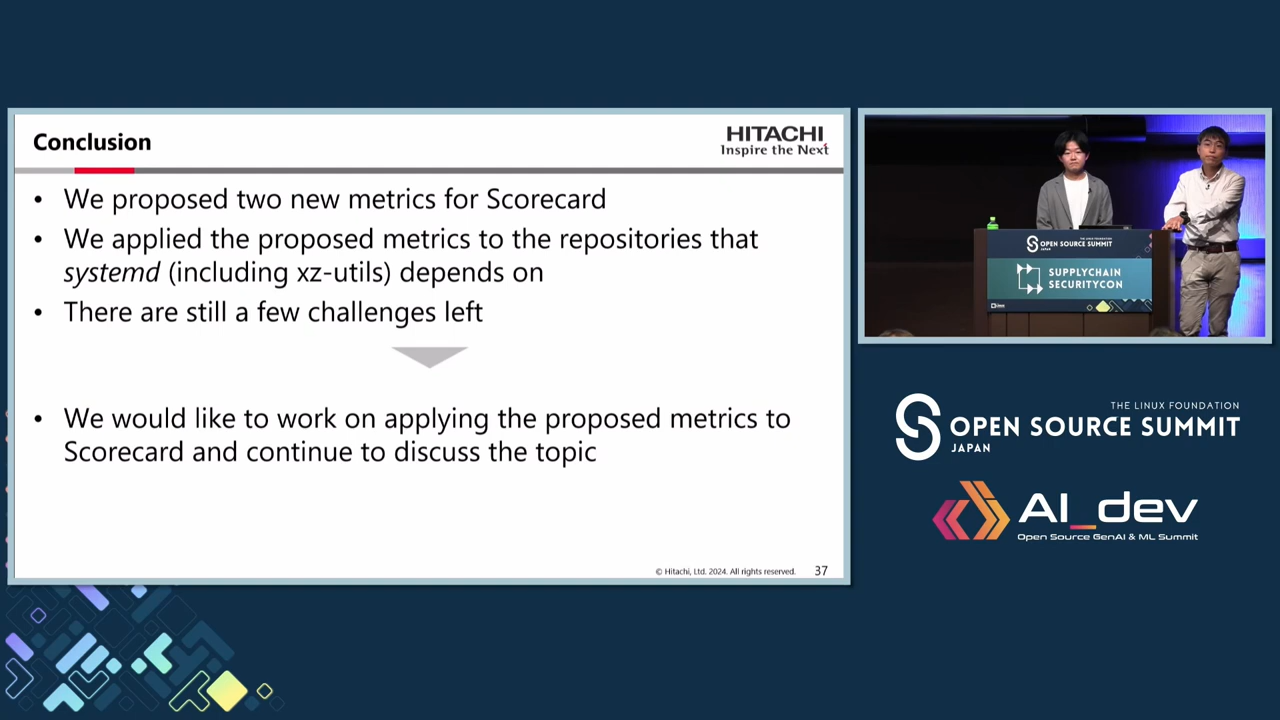 Conclusion
HITACHI
Inspire the Next
• We proposed two new metrics for Scorecard
• We applied the proposed metrics to the repositories that
systemd (including xz-utils) depends on
• There are still a few challenges left
• We would like to work on applying the proposed metrics to
Scorecard and continue to discuss the topic
© Hitachi, Ltd. 2024. All rights reserved.
37
THE LINUX FOUNDATION
OPEN SOURCE SUMMIT
JAPAN
SUPPLYCHAIN
SECURITYCON
THE LINUX FOUNDATION
OPEN SOURCE SUMMIT
JAPAN
AI_dev
Open Source GenAI & ML Summit